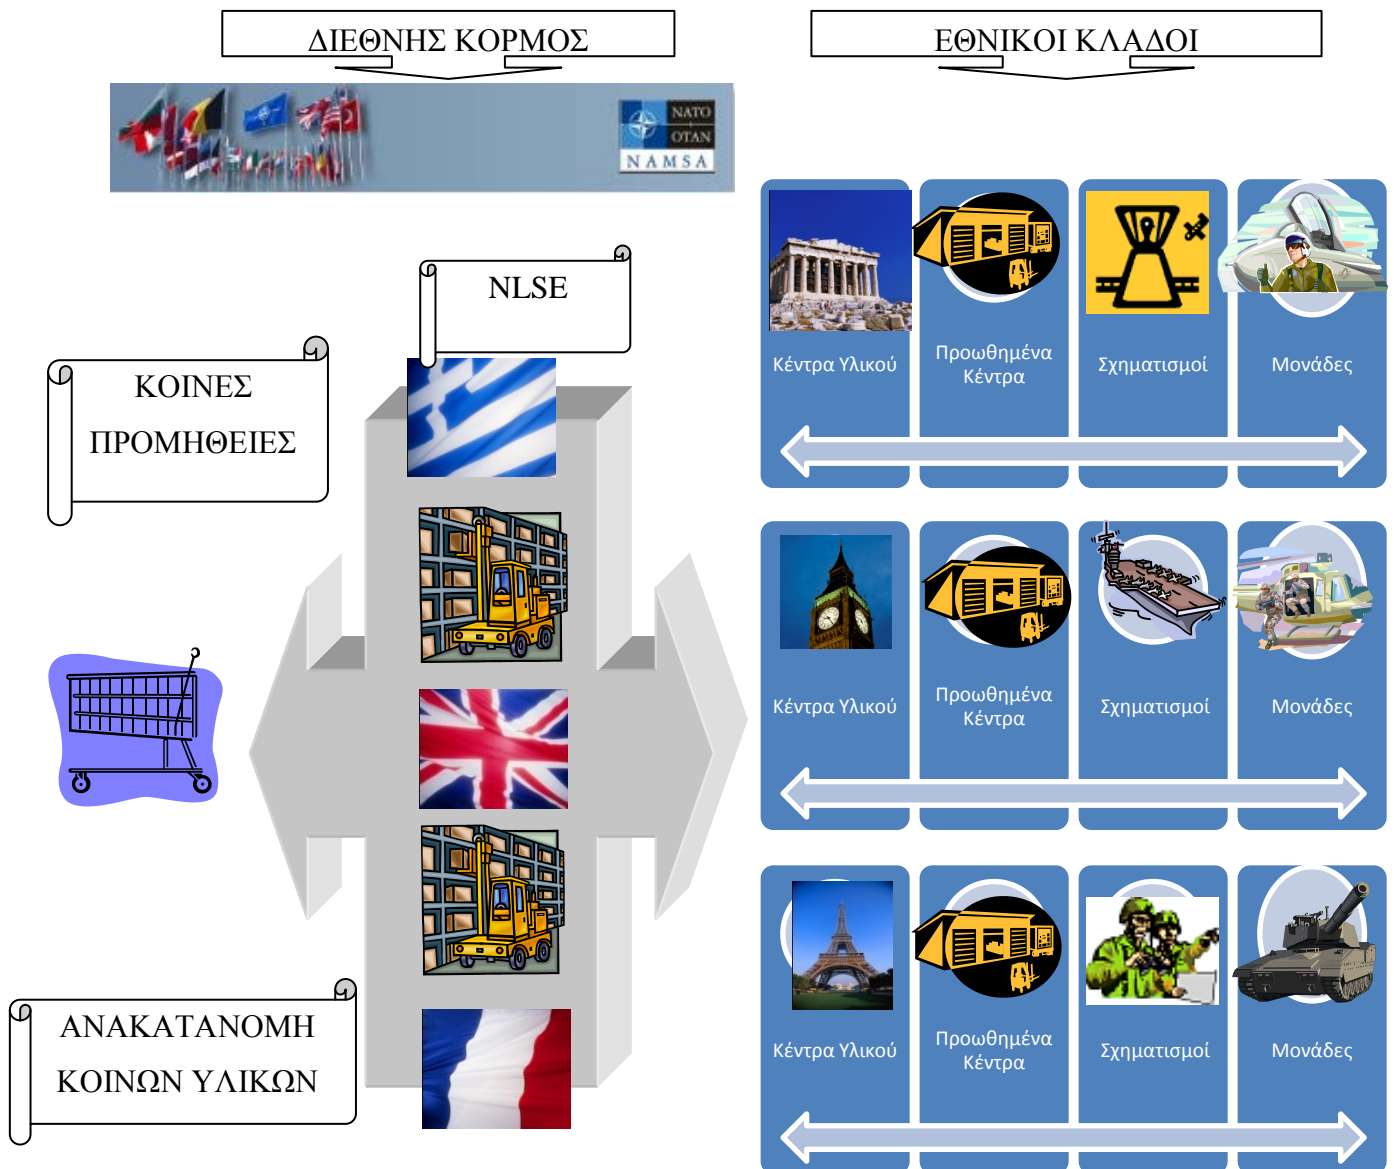 ΔΙΕΘΝΗΣ ΚΟΡΜΟΣ
ΕΘΝΙΚΟΙ ΚΛΑΔΟΙ
NATO
OTAN
NAMSA
NLSE
ΚΟΙΝΕΣ
ΠΡΟΜΗΘΕΙΕΣ
ΑΝΑΚΑΤΑΝΟΜΗ
ΚΟΙΝΩΝ ΥΛΙΚΩΝ
Κέντρα Υλικού
Προωθημένα
Κέντρα
Σχηματισμοί
Μονάδες
Κέντρα Υλικού
Προωθημένα
Κέντρα
Σχηματισμοί
Μονάδες
Κέντρα Υλικού
Προωθημένα
Κέντρα
Σχηματισμοί
Μονάδες